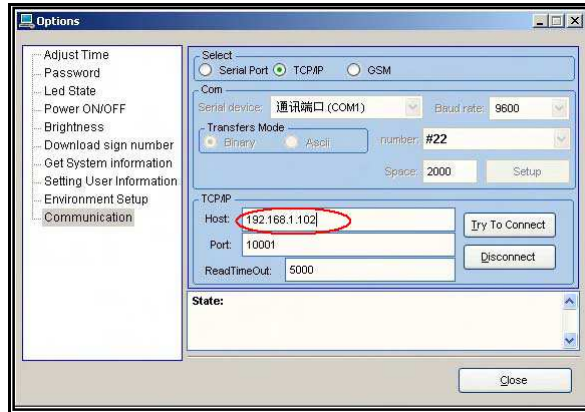 Options
Adjust Time
Password
Led State
Power ON/OFF
Brightness
Download sign number
Get System information
Setting User Information
Environment Setup
Communication
Select
Serial Port TCP/IP GSM
Com
Serial device: 通讯端口 (COM1) Baud rate: 9600
Transfers Mode
Binary Ascii number: #22
Space: 2000 Setup
TCP/IP
Host: 192.168.1.102 Try To Connect
Port: 10001
Disconnect
ReadTimeOut: 5000
State:
Close